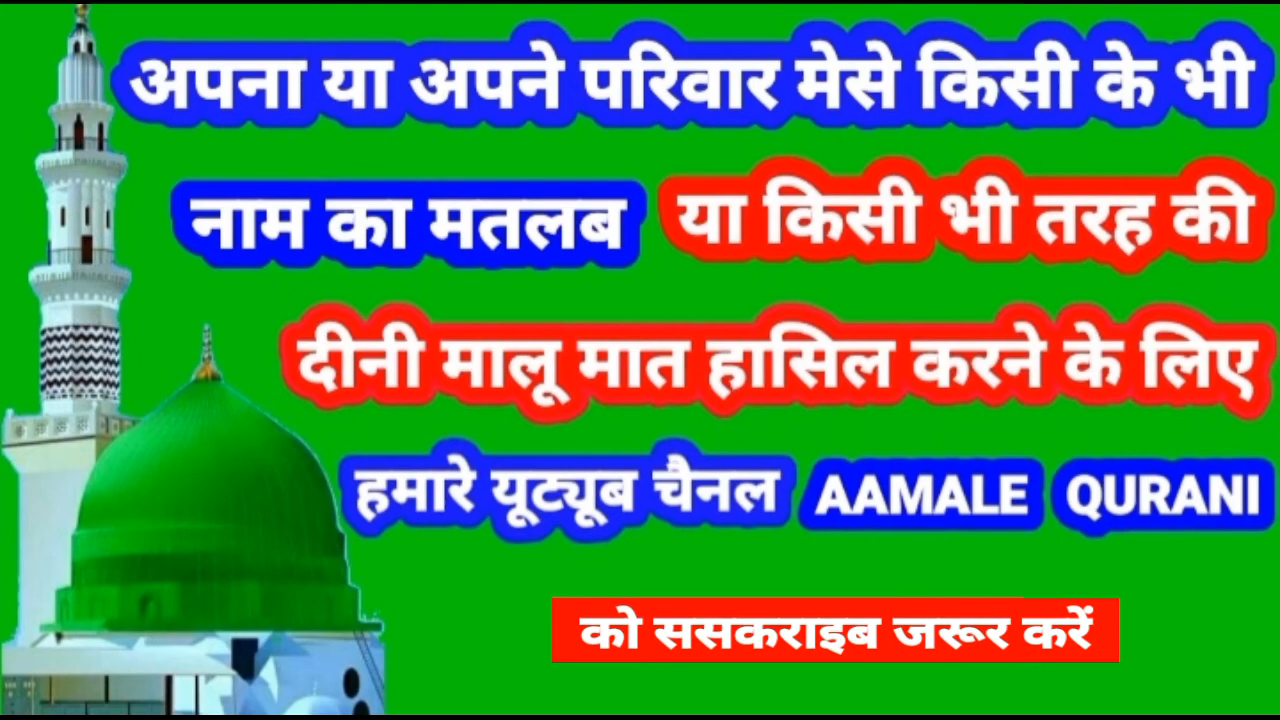 अपना या अपने परिवार मेसे किसी के भी
नाम का मतलब या किसी भी तरह की
दीनी मालू मात हासिल करने के लिए
हमारे यूट्यूब चैनल AAMALE QURANI
को ससकराइब जरूर करें